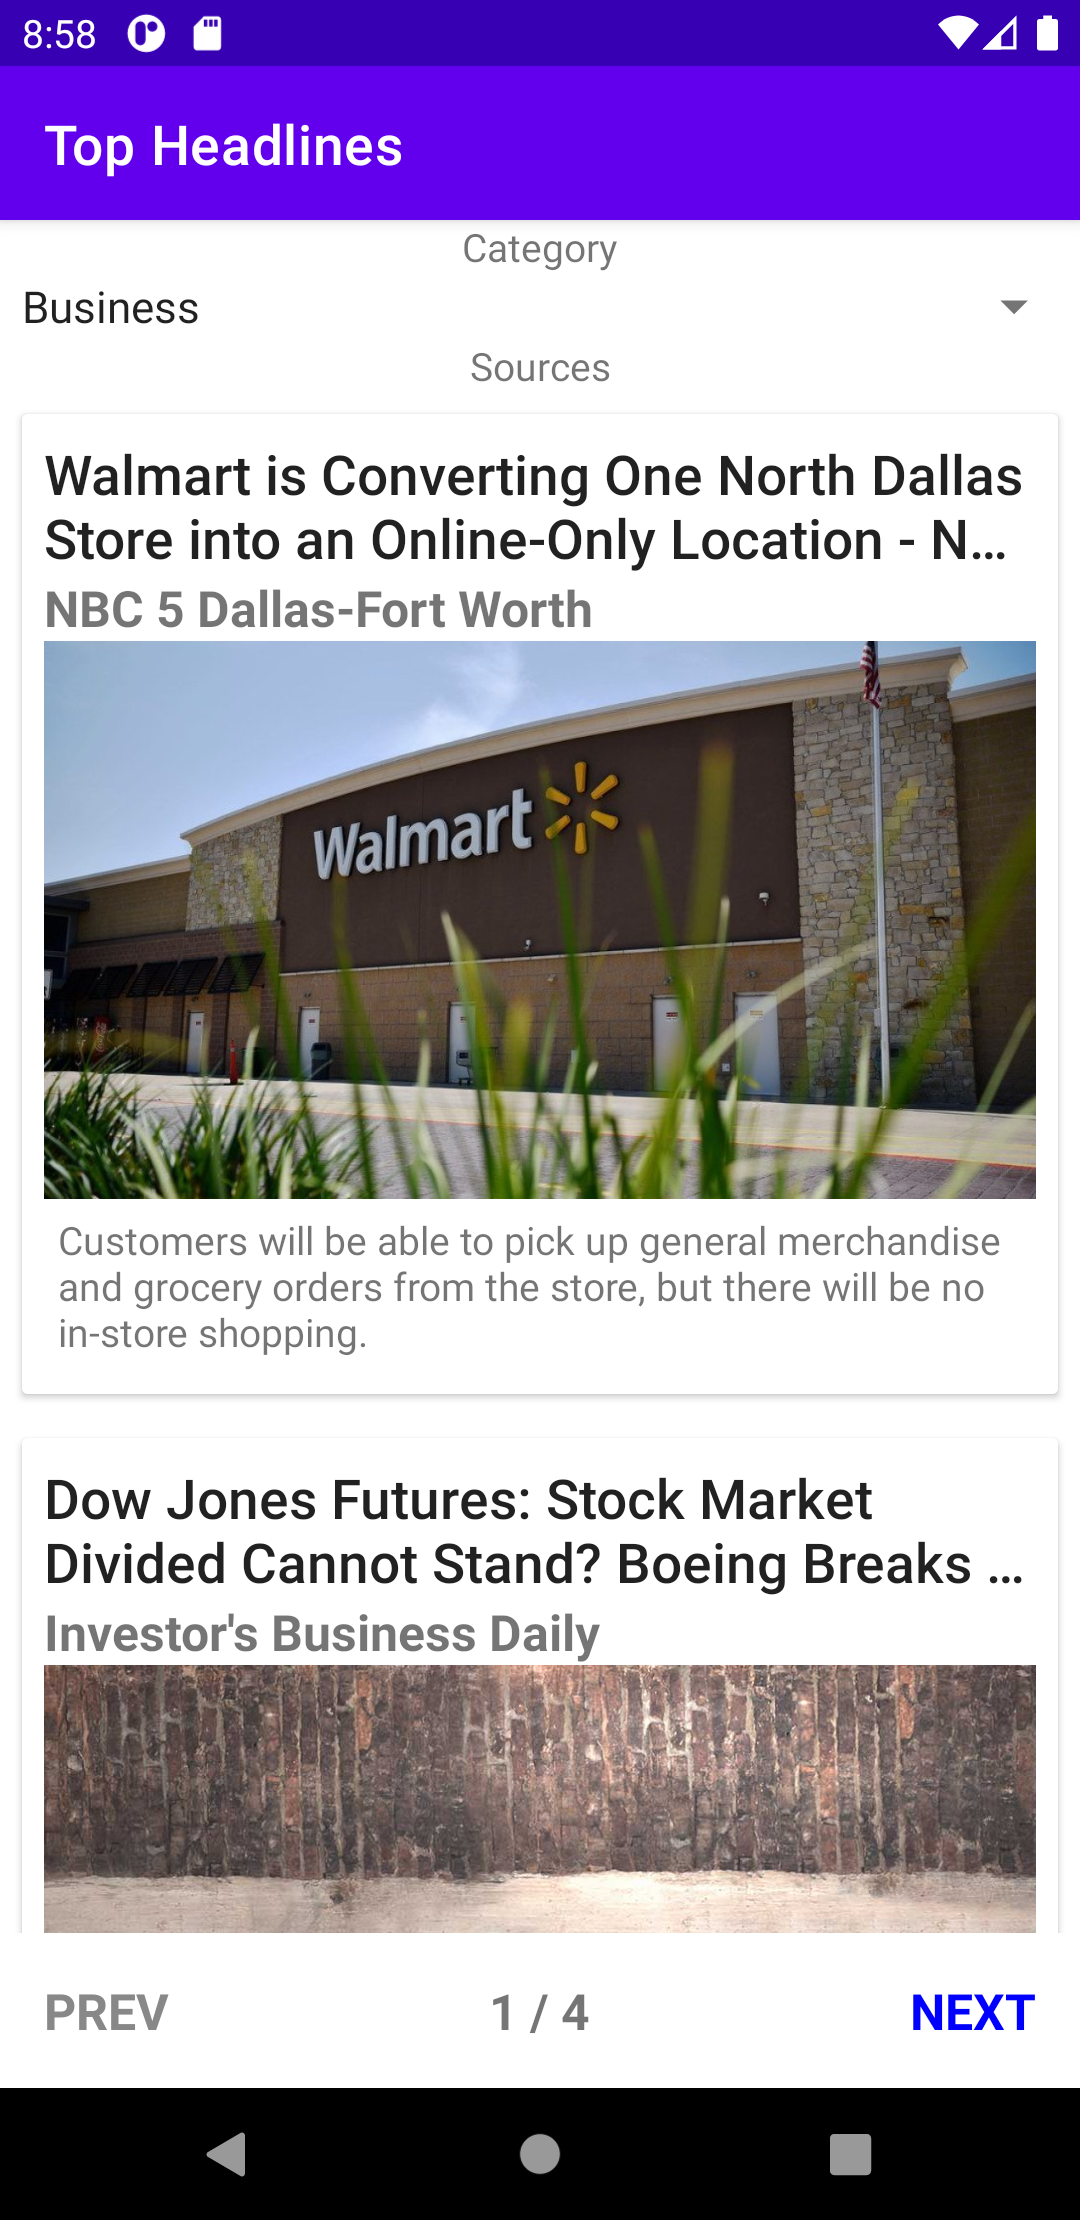 8:58
Top Headlines
Category
Business
Sources
Walmart is Converting One North Dallas
Store into an Online-Only Location - N...
NBC 5 Dallas-Fort Worth
Walmart
Customers will be able to pick up general merchandise
and grocery orders from the store, but there will be no
in-store shopping.
Dow Jones Futures: Stock Market
Divided Cannot Stand? Boeing Breaks ...
Investor's Business Daily
PREV
1 / 4
NEXT